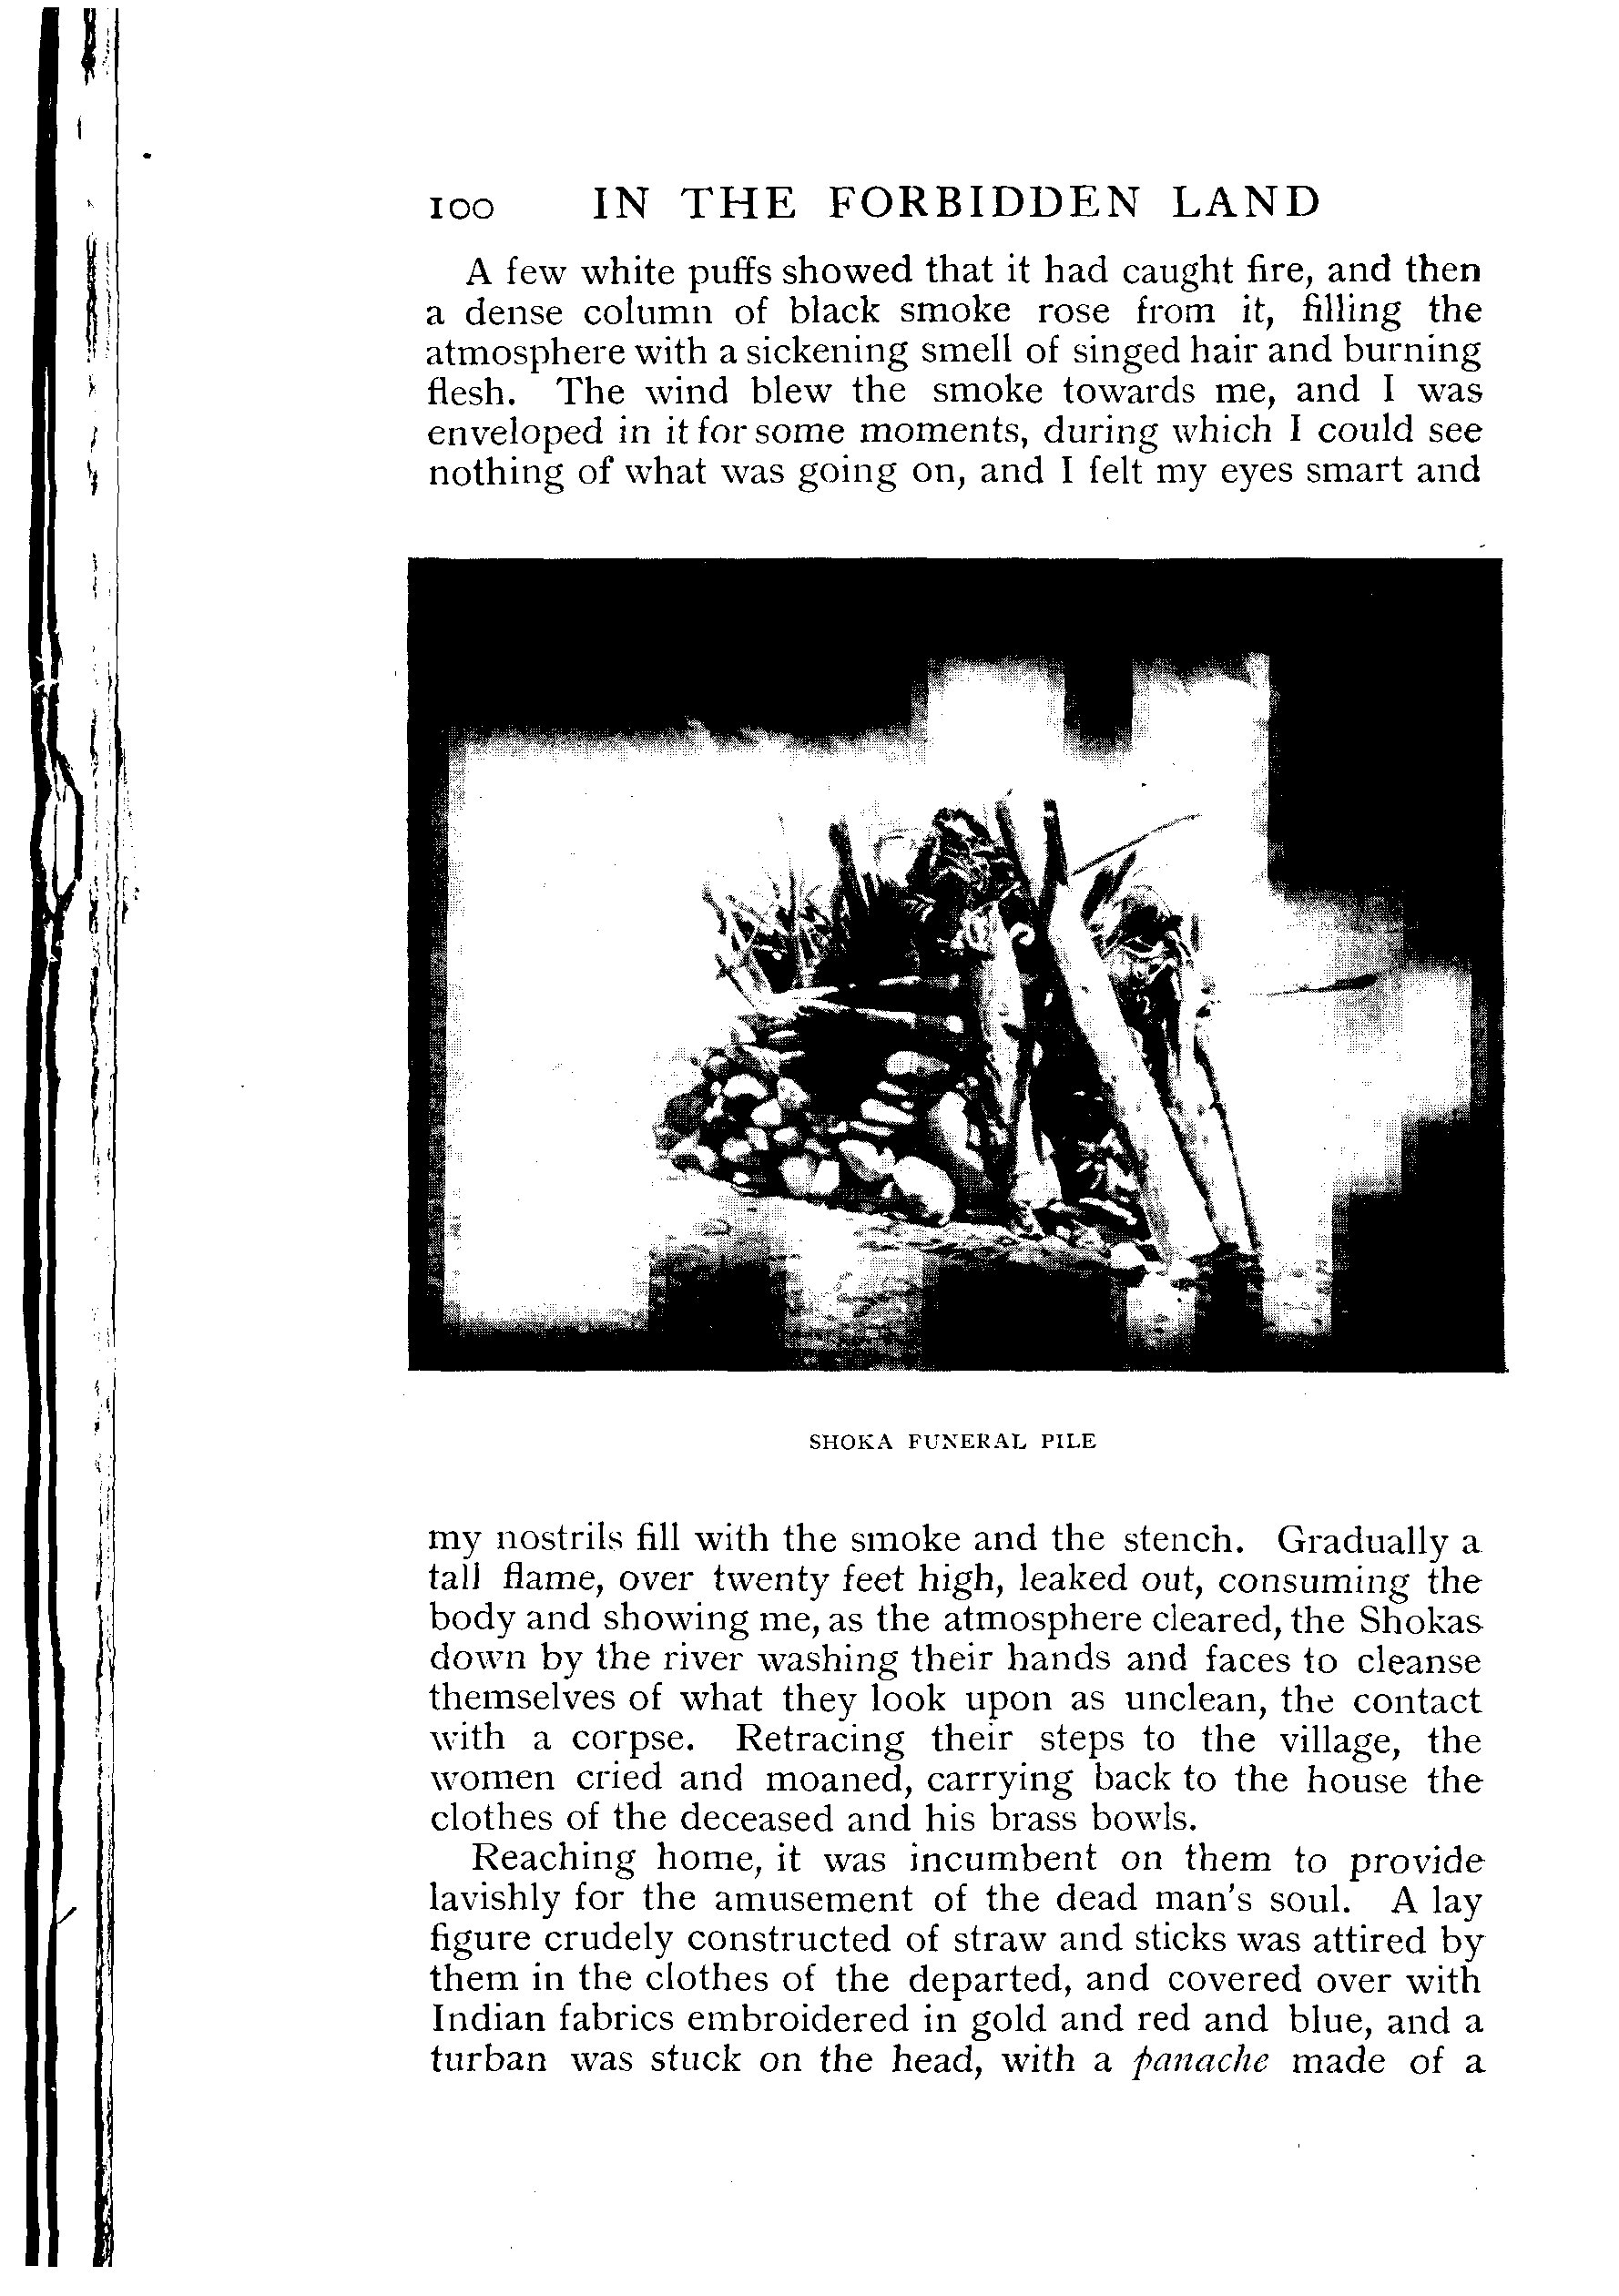 100 IN THE FORBIDDEN LAND
A few white puffs showed that it had caught fire, and then
a dense column of black smoke rose from it, filling the
atmosphere with a sickening smell of singed hair and burning
flesh. The wind blew the smoke towards me, and I was
enveloped in it for some moments, during which I could see
nothing of what was going on, and I felt my eyes smart and
SHOKA FUNERAL PILE
my nostrils fill with the smoke and the stench. Gradually a
tall flame, over twenty feet high, leaked out, consuming the
body and showing me, as the atmosphere cleared, the Shokas
down by the river washing their hands and faces to cleanse
themselves of what they look upon as unclean, the contact
with a corpse. Retracing their steps to the village, the
women cried and moaned, carrying back to the house the
clothes of the deceased and his brass bowls.
Reaching home, it was incumbent on them to provide
lavishly for the amusement of the dead man's soul. A lay
figure crudely constructed of straw and sticks was attired by
them in the clothes of the departed, and covered over with
Indian fabrics embroidered in gold and red and blue, and a
turban was stuck on the head, with a panache made of a